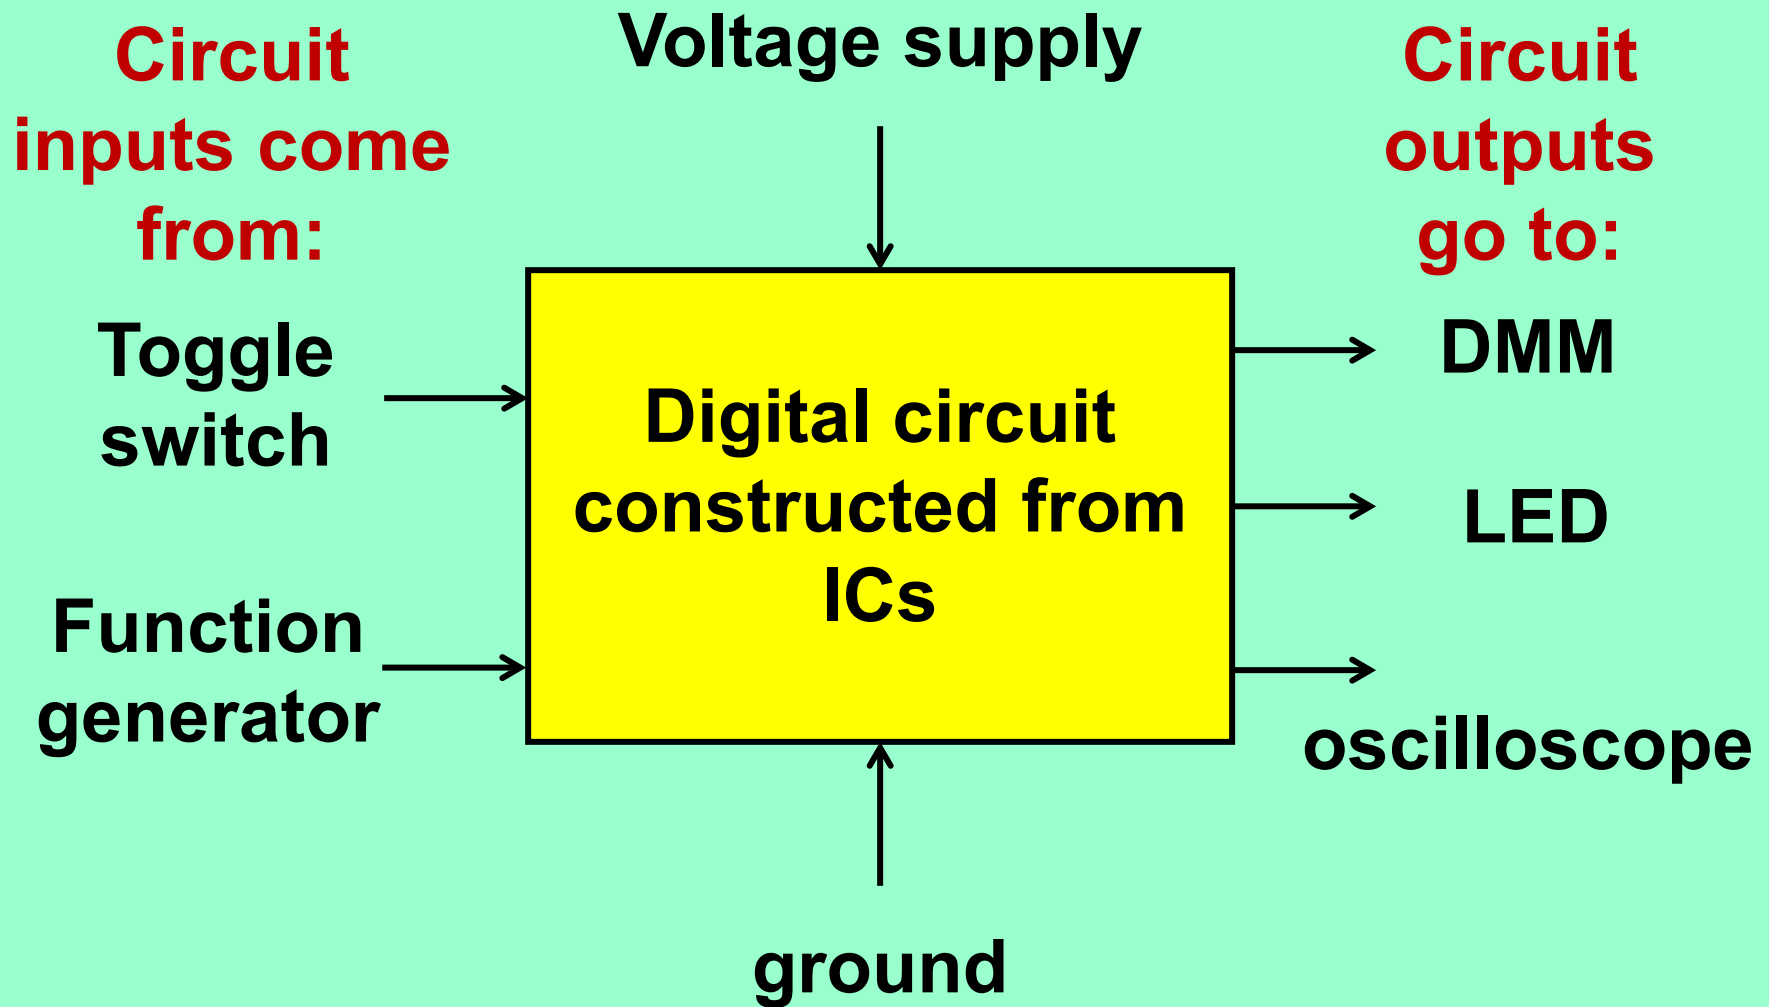 Circuit
inputs come
from:
Voltage supply
Circuit
outputs
go to:
Toggle
switch
Function
generator
Digital circuit
constructed from
ICs
DMM
LED
oscilloscope
ground